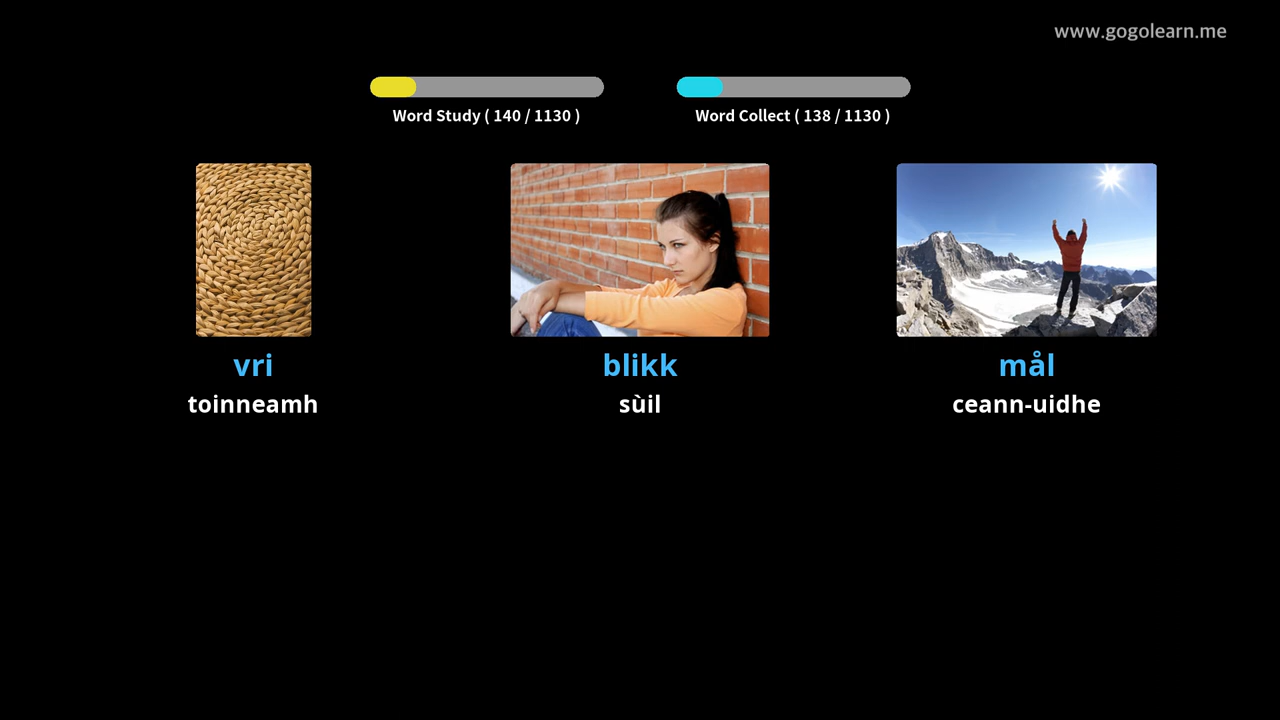 www.gogolearn.me
Word Study ( 140 / 1130 )
Word Collect ( 138 / 1130 )
vri
blikk
mål
toinneamh
sùil
ceann-uidhe